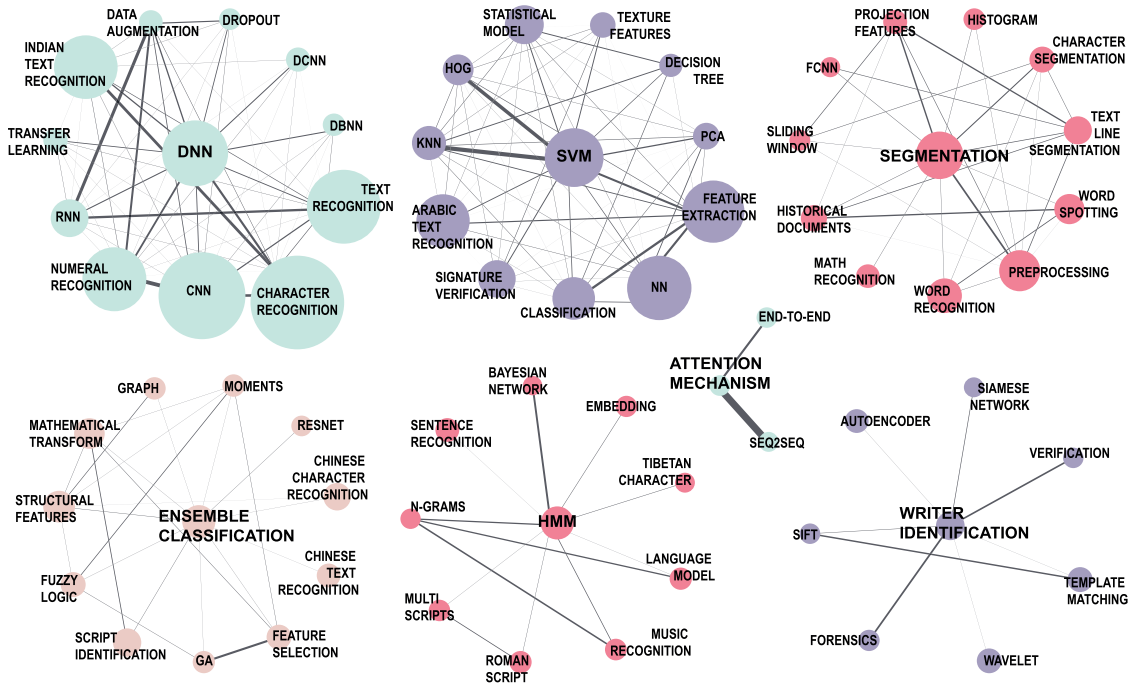 DATA
AUGMENTATION
DROPOUT
INDIAN
TEXT
RECOGNITION
DCNN
DBNN
TRANSFER
LEARNING
DNN
TEXT
RECOGNITION
RNN
NUMERAL
RECOGNITION
CNN
CHARACTER
RECOGNITION
STATISTICAL
MODEL
TEXTURE
FEATURES
HOG
DECISION
TREE
KNN
PCA
SVM
ARABIC
TEXT
RECOGNITION
FEATURE
EXTRACTION
SIGNATURE
VERIFICATION
NN
CLASSIFICATION
PROJECTION
FEATURES
HISTOGRAM
CHARACTER
SEGMENTATION
FCNN
SLIDING
WINDOW
TEXT
LINE
SEGMENTATION
SEGMENTATION
HISTORICAL
DOCUMENTS
WORD
SPOTTING
MATH
RECOGNITION
PREPROCESSING
WORD
RECOGNITION
END-TO-END
ATTENTION
MECHANISM
SEQ2SEQ
GRAPH
MOMENTS
MATHEMATICAL
TRANSFORM
RESNET
CHINESE
CHARACTER
RECOGNITION
STRUCTURAL
FEATURES
ENSEMBLE
CLASSIFICATION
FUZZY
LOGIC
CHINESE
TEXT
RECOGNITION
SCRIPT
IDENTIFICATION
GA
FEATURE
SELECTION
BAYESIAN
NETWORK
EMBEDDING
SENTENCE
RECOGNITION
TIBETAN
CHARACTER
N-GRAMS
HMM
LANGUAGE
MODEL
MULTI
SCRIPTS
MUSIC
RECOGNITION
ROMAN
SCRIPT
SIAMESE
NETWORK
AUTOENCODER
VERIFICATION
WRITER
IDENTIFICATION
SIFT
TEMPLATE
MATCHING
FORENSICS
WAVELET